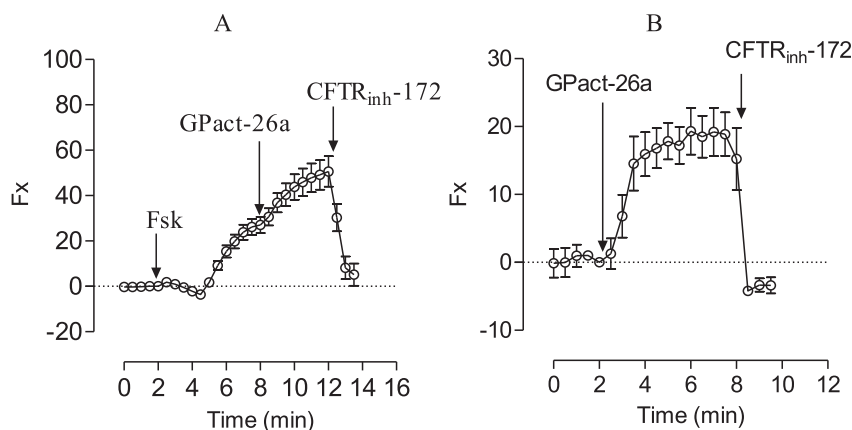 A
100
80
60
40
20
0
-20
Fx
Fsk
GPact-26a
CFTRinh-172
0 2 4 6 8 10 12 14 16
Time (min)
B
30
20
10
0
-10
Fx
GPact-26a
CFTRinh-172
0 2 4 6 8 10 12
Time (min)